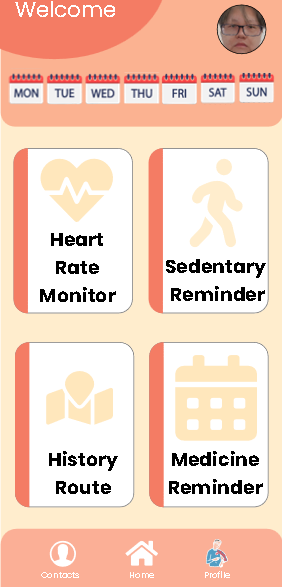 Welcome
MON TUE WED THU FRI SAT SUN
Heart
Rate
Monitor
Sedentary
Reminder
History
Route
Medicine
Reminder
Contacts Home Profile